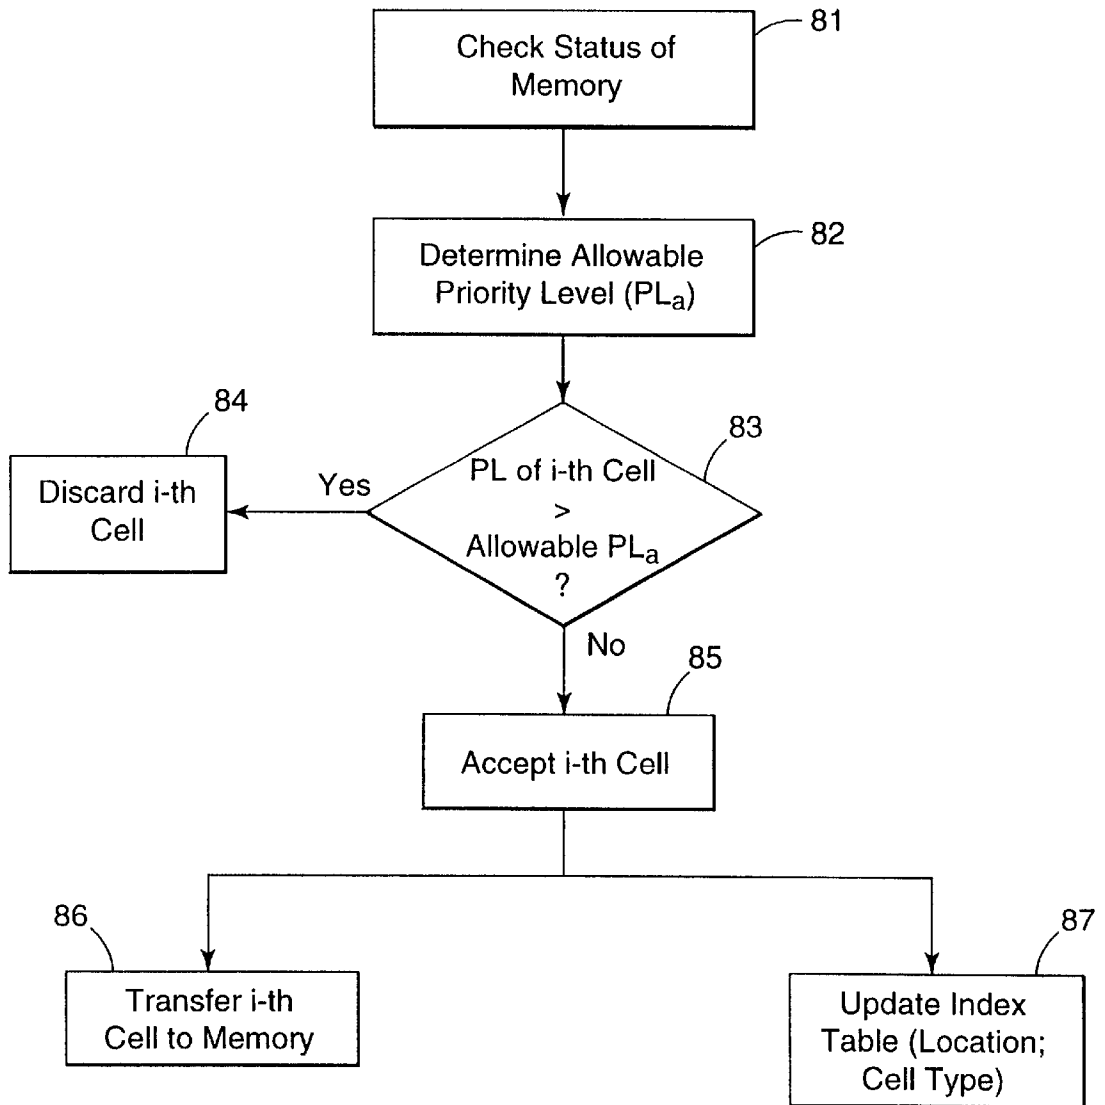 81
Check Status of
Memory
82
Determine Allowable
Priority Level (PLa)
84
83
Discard i-th
Cell
Yes
PL of i-th Cell
>
Allowable PLa
?
No
85
Accept i-th Cell
86
87
Transfer i-th
Cell to Memory
Update Index
Table (Location;
Cell Type)